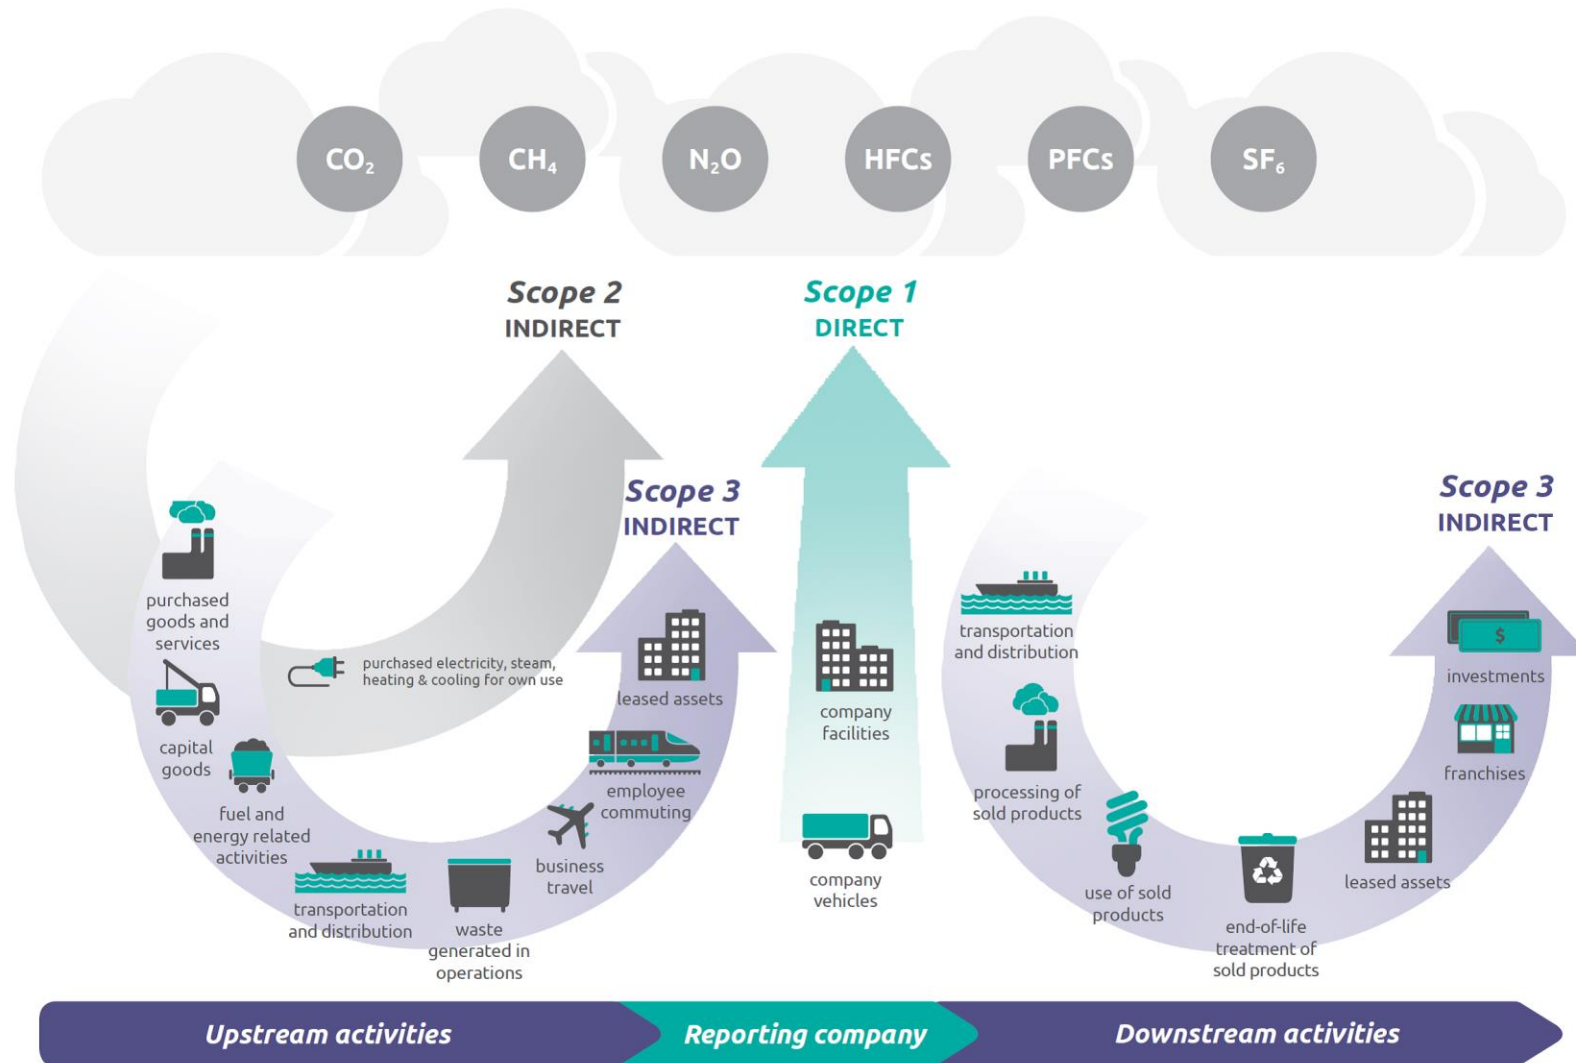 CO₂
CH₄
N₂O
HFCs
PFCs
SF₆
Scope 2
INDIRECT
Scope 1
DIRECT
Scope 3
INDIRECT
Scope 3
INDIRECT
purchased
goods and
services
capital
goods
fuel and
energy related
activities
transportation
and distribution
waste
generated in
operations
business
travel
employee
commuting
leased assets
purchased electricity, steam,
heating & cooling for own use
company
facilities
company
vehicles
transportation
and distribution
processing of
sold products
use of sold
products
end-of-life
treatment of
sold products
leased assets
franchises
$
investments
Upstream activities
Reporting company
Downstream activities